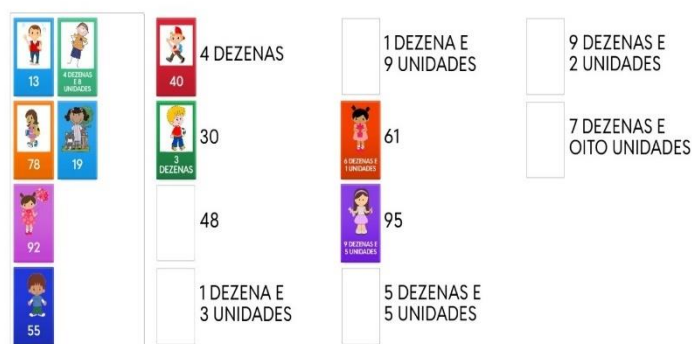 13
4 DEZENAS
E 8
UNIDADES
78
19
92
55
40
4 DEZENAS
3
DEZENAS
30
48
1 DEZENA E
3 UNIDADES
1 DEZENA E
9 UNIDADES
6 DEZENAS E
1 UNIDADES
61
9 DEZENAS E
5 UNIDADES
95
5 DEZENAS E
5 UNIDADES
9 DEZENAS E
2 UNIDADES
7 DEZENAS E
OITO UNIDADES